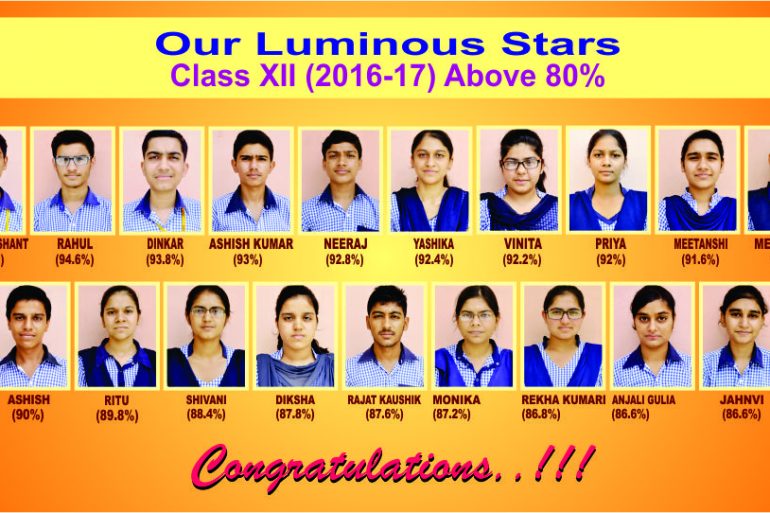 Our Luminous Stars
Class XII (2016-17) Above 80%
SHANT RAHUL DINKAR ASHISH KUMAR NEERAJ YASHIKA VINITA PRIYA MEETANSHI ME
) (94.6%) (93.8%) (93%) (92.8%) (92.4%) (92.2%) (92%) (91.6%)
ASHISH RITU SHIVANI DIKSHA RAJAT KAUSHIK MONIKA REKHA KUMARI ANJALI GULIA JAHNVI
(90%) (89.8%) (88.4%) (87.8%) (87.6%) (87.2%) (86.8%) (86.6%) (86.6%)
Congratulations..!!!